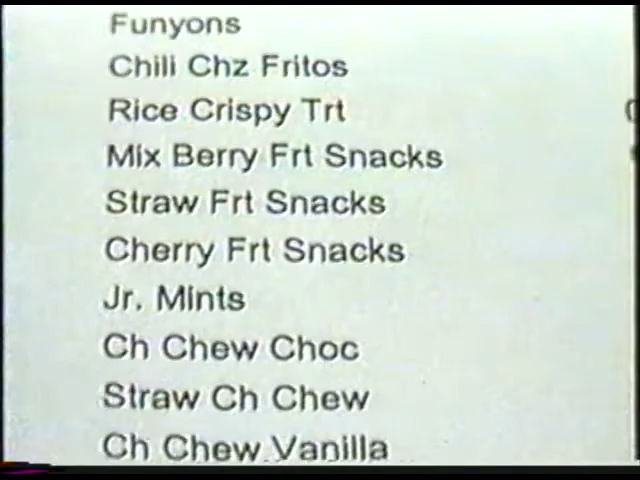 Funyons
Chili Chz Fritos
Rice Crispy Trt
Mix Berry Frt Snacks
Straw Frt Snacks
Cherry Frt Snacks
Jr. Mints
Ch Chew Choc
Straw Ch Chew
Ch Chew Vanilla